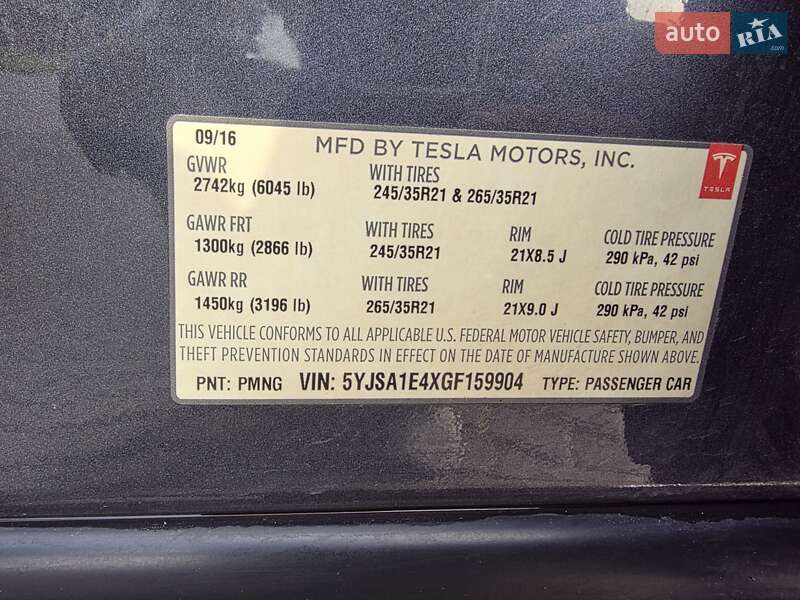 auto RIA.com
09/16 MFD BY TESLA MOTORS, INC.
TESLA
GVWR WITH TIRES
2742kg (6045 lb) 245/35R21 & 265/35R21
GAWR FRT WITH TIRES RIM COLD TIRE PRESSURE
1300kg (2866 lb) 245/35R21 21X8.5 J 290 kPa, 42 psi
GAWR RR WITH TIRES RIM COLD TIRE PRESSURE
1450kg (3196 lb) 265/35R21 21X9.0 J 290 kPa, 42 psi
THIS VEHICLE CONFORMS TO ALL APPLICABLE U.S. FEDERAL MOTOR VEHICLE SAFETY, BUMPER, AND
THEFT PREVENTION STANDARDS IN EFFECT ON THE DATE OF MANUFACTURE SHOWN ABOVE.
PNT: PMNG VIN: 5YJSA1E4XGF159904 TYPE: PASSENGER CAR